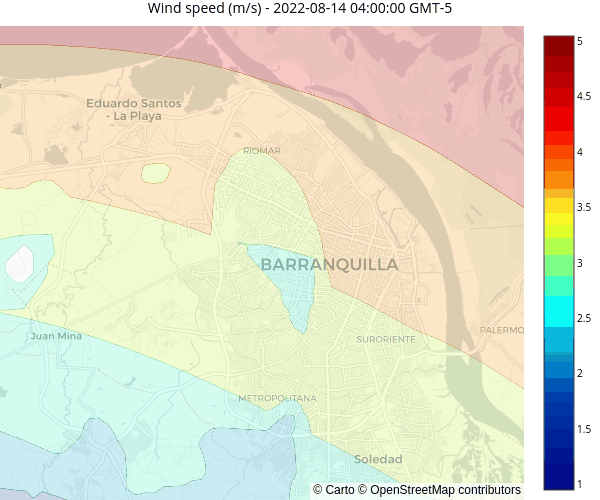 Wind speed (m/s) - 2022-08-14 04:00:00 GMT-5
Eduardo Santos
- La Playa
RIOMAR
BARRANQUILLA
PALERMO
Juan Mina
SURORIENTE
METROPOLITANA
Soledad
© Carto © OpenStreetMap contributors
5
4.5
4
3.5
3
2.5
2
1.5
1